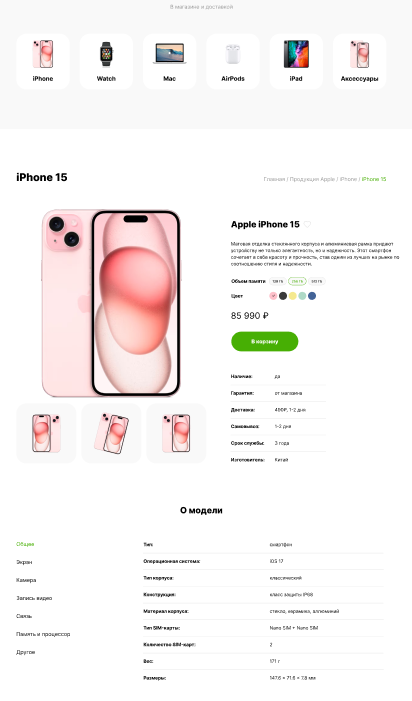 В магазине и доставкой
iPhone
Watch
Mac
AirPods
iPad
Аксессуары
iPhone 15
Главная / Продукция Apple / iPhone / iPhone 15
Apple iPhone 15
Матовая отделка стеклянного корпуса и алюминиевая рамка придают
устройству не только элегантность, но и надежность. Этот смартфон
сочетает в себе красоту и прочность, став одним из лучших на рынке по
соотношению стиля и надежности.
Объем памяти 128 ГБ 256 ГБ 512 ГБ
Цвет
85 990 ₽
В корзину
Наличие: да
Гарантия: от магазина
Доставка: 490₽, 1-2 дня
Самовывоз: 1-2 дня
Срок службы: 3 года
Изготовитель: Китай
О модели
Общие
Экран
Камера
Запись видео
Связь
Память и процессор
Другое
Тип: смартфон
Операционная система: iOS 17
Тип корпуса: классический
Конструкция: класс защиты IP68
Материал корпуса: стекло, керамика, алюминий
Тип SIM-карты: Nano SIM + Nano SIM
Количество SIM-карт: 2
Вес: 171 г
Размеры: 147.6 × 71.6 × 7.8 мм